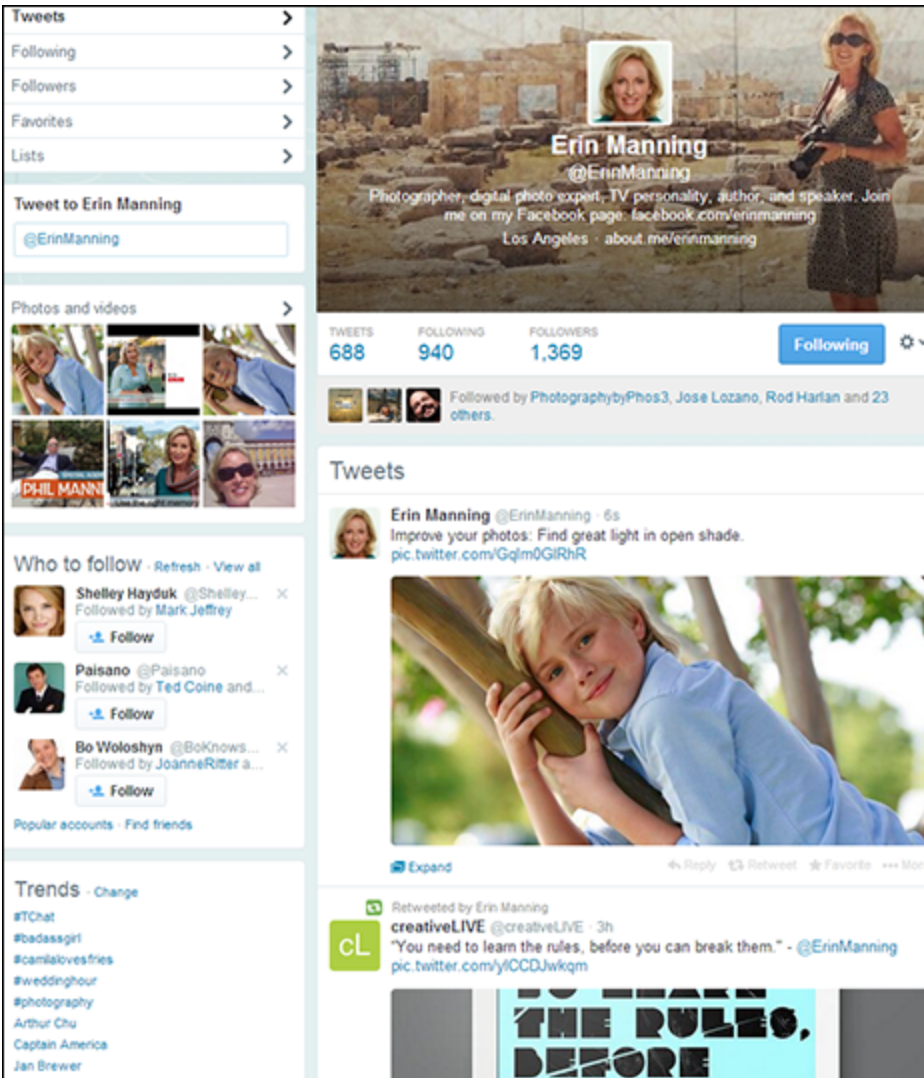 Tweets
Following
Followers
Favorites
Lists
Tweet to Erin Manning
@ErinManning
Photos and videos
PHIL MANN
Use the right memory
Who to follow · Refresh · View all
Shelley Hayduk @Shelley...
Followed by Mark Jeffrey
Follow
Paisano @Paisano
Followed by Ted Coine and...
Follow
Bo Woloshyn @BoKnows...
Followed by JoanneRitter a...
Follow
Popular accounts · Find friends
Trends · Change
#TChat
#badassgirl
#camilalovesfries
#weddinghour
#photography
Arthur Chu
Captain America
Jan Brewer
Erin Manning
@ErinManning
Photographer, digital photo expert, TV personality, author, and speaker. Join
me on my Facebook page: facebook.com/erinmanning
Los Angeles · about.me/erinmanning
TWEETS FOLLOWING FOLLOWERS
688 940 1,369
Following
Followed by PhotographybyPhos3, Jose Lozano, Rod Harlan and 23
others.
Tweets
Erin Manning @ErinManning · 6s
Improve your photos: Find great light in open shade.
pic.twitter.com/GqIm0GIRhR
Expand Reply Retweet Favorite More
Retweeted by Erin Manning
cL
creativeLIVE @creativeLIVE · 3h
"You need to learn the rules, before you can break them." - @ErinManning
pic.twitter.com/ylCCDJwkqm
TO LEARN
THE RULES,
BEFORE